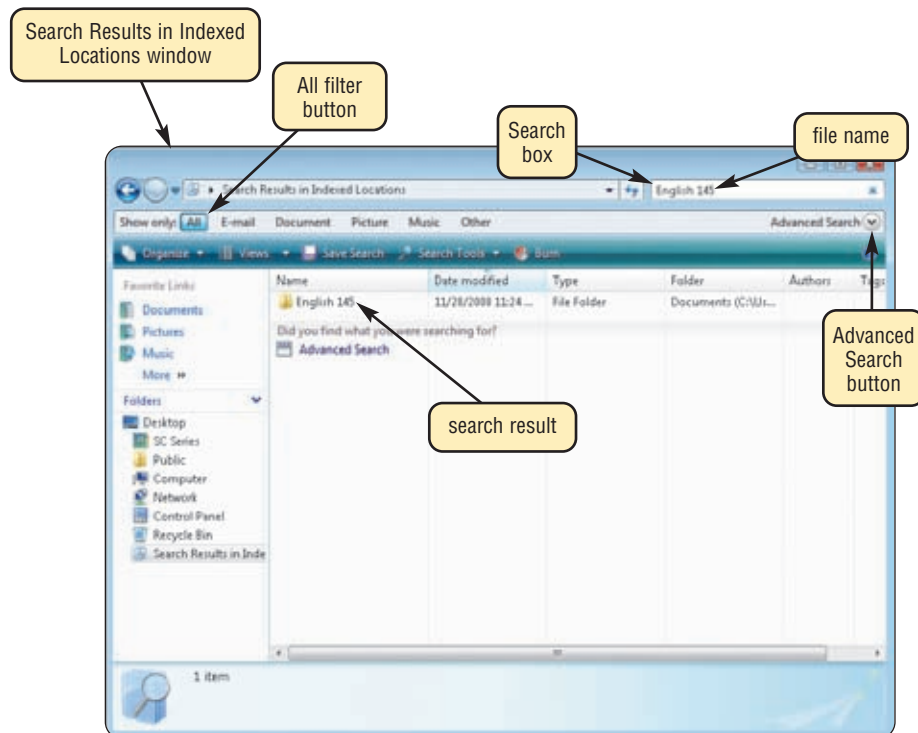 Search Results in Indexed
Locations window
All filter
button
Search
box
file name
Search Results in Indexed Locations
English 145
Show only: All E-mail Document Picture Music Other Advanced Search
Organize Views Save Search Search Tools Burn
Favorite Links
Name Date modified Type Folder Authors Tags
Documents
English 145 11/28/2008 11:24 ... File Folder Documents (C:\Us...
Pictures
Did you find what you were searching for?
Music
Advanced Search
More »
Advanced
Search
button
Folders
search result
Desktop
SC Series
Public
Computer
Network
Control Panel
Recycle Bin
Search Results in Inde
1 item